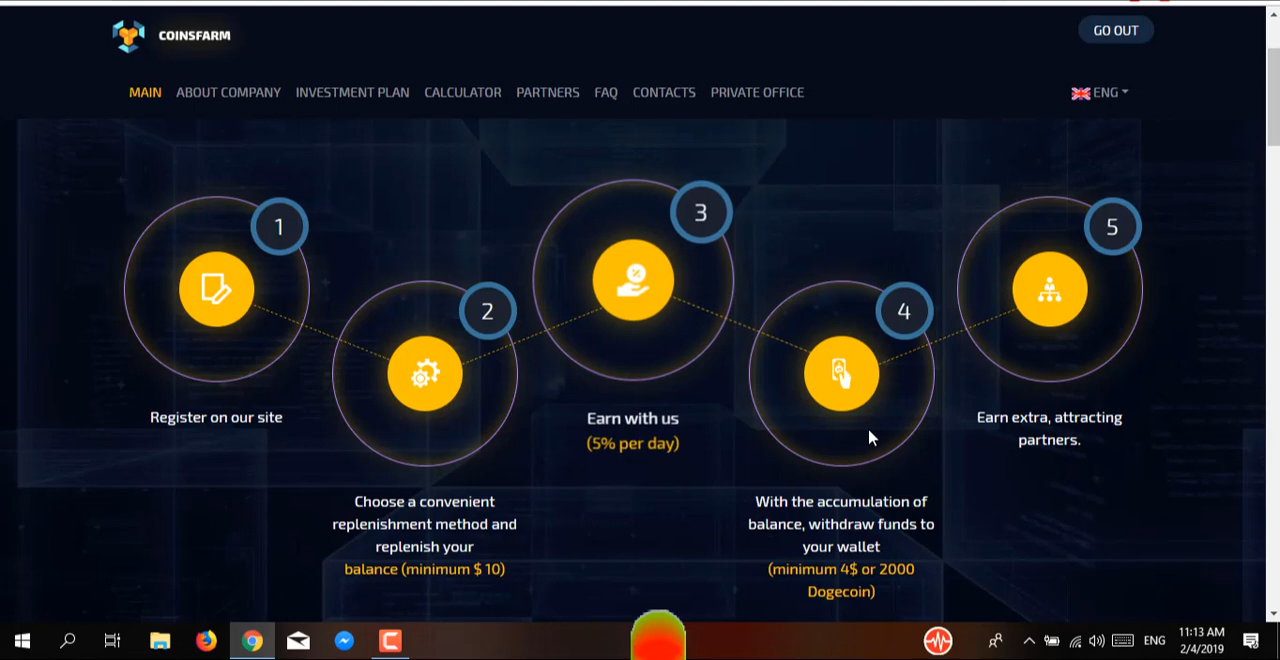 COINSFARM
GO OUT
MAIN ABOUT COMPANY INVESTMENT PLAN CALCULATOR PARTNERS FAQ CONTACTS PRIVATE OFFICE ENG
1
Register on our site
2
Choose a convenient
replenishment method and
replenish your
balance (minimum $ 10)
3
Earn with us
(5% per day)
4
With the accumulation of
balance, withdraw funds to
your wallet
(minimum 4$ or 2000
Dogecoin)
5
Earn extra, attracting
partners.
ENG
11:13 AM
2/4/2019